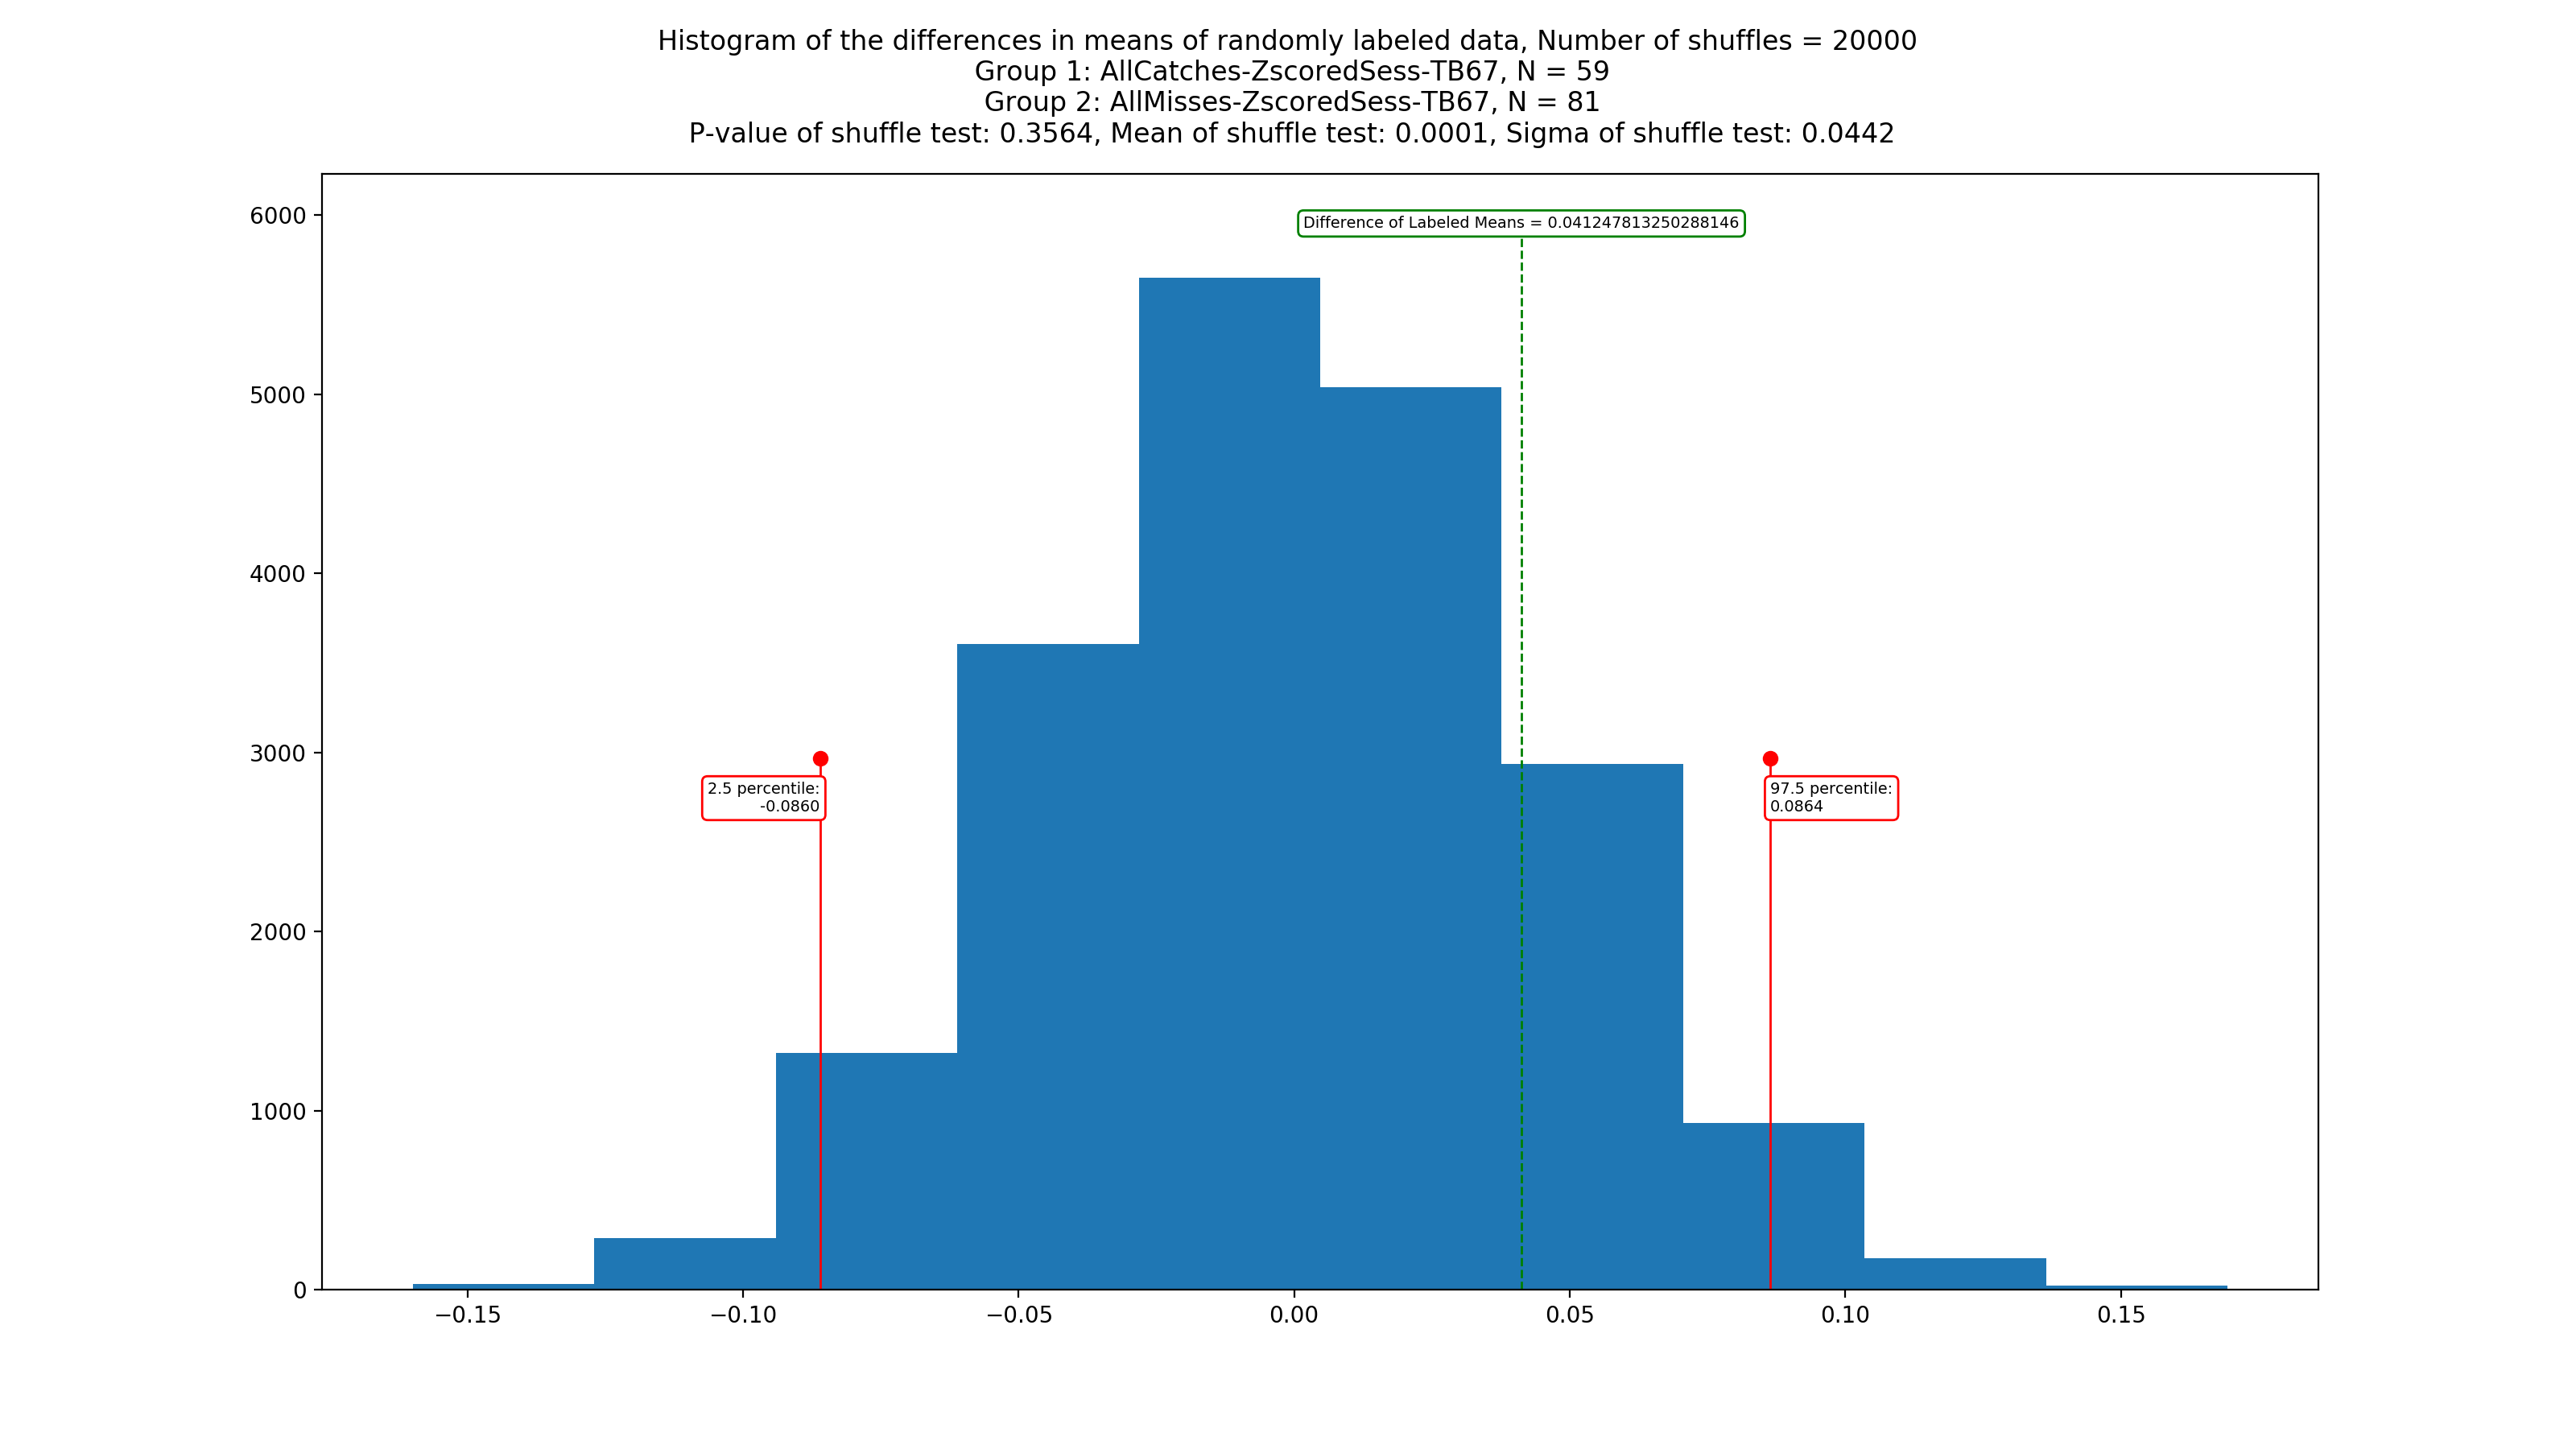 Histogram of the differences in means of randomly labeled data, Number of shuffles = 20000
Group 1: AllCatches-ZscoredSess-TB67, N = 59
Group 2: AllMisses-ZscoredSess-TB67, N = 81
P-value of shuffle test: 0.3564, Mean of shuffle test: 0.0001, Sigma of shuffle test: 0.0442
6000
Difference of Labeled Means = 0.041247813250288146
5000
4000
3000
2.5 percentile:
-0.0860
97.5 percentile:
0.0864
2000
1000
0
−0.15
−0.10
−0.05
0.00
0.05
0.10
0.15